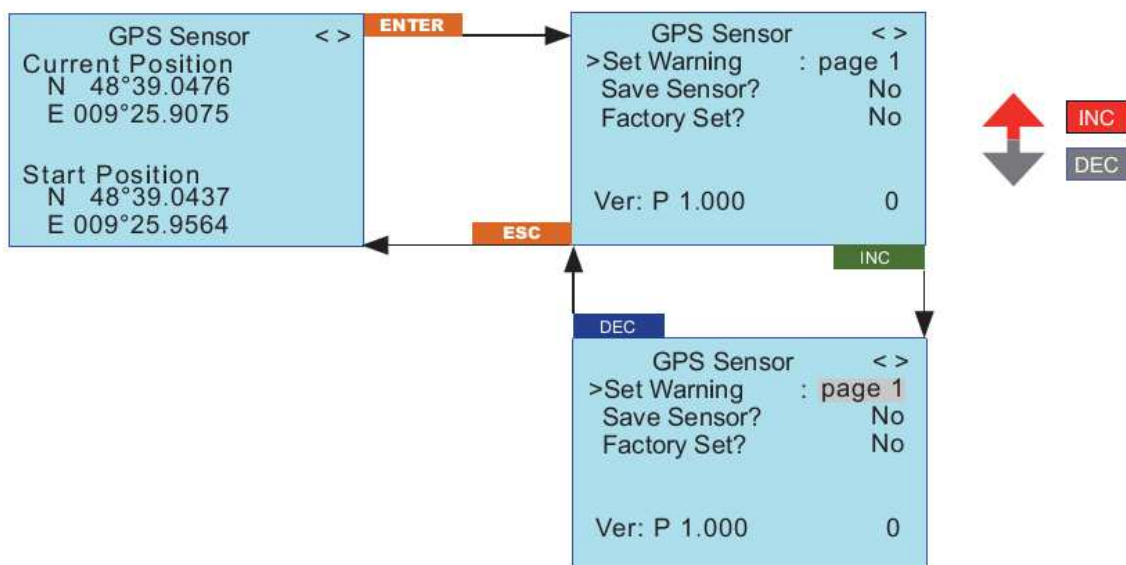 GPS Sensor < >
Current Position
N 48°39.0476
E 009°25.9075
Start Position
N 48°39.0437
E 009°25.9564
ENTER
GPS Sensor < >
>Set Warning : page 1
Save Sensor? No
Factory Set? No
Ver: P 1.000 0
INC
DEC
ESC
INC
DEC
GPS Sensor < >
>Set Warning : page 1
Save Sensor? No
Factory Set? No
Ver: P 1.000 0